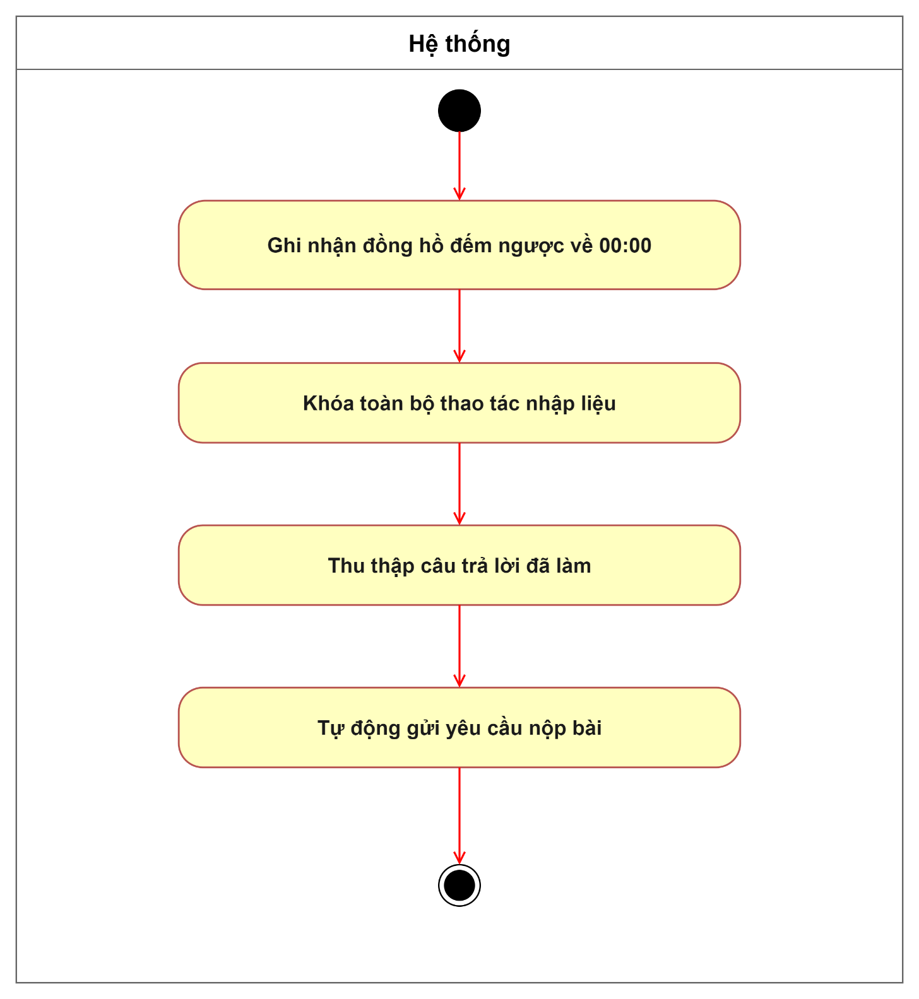 Hệ thống
Ghi nhận đồng hồ đếm ngược về 00:00
Khóa toàn bộ thao tác nhập liệu
Thu thập câu trả lời đã làm
Tự động gửi yêu cầu nộp bài